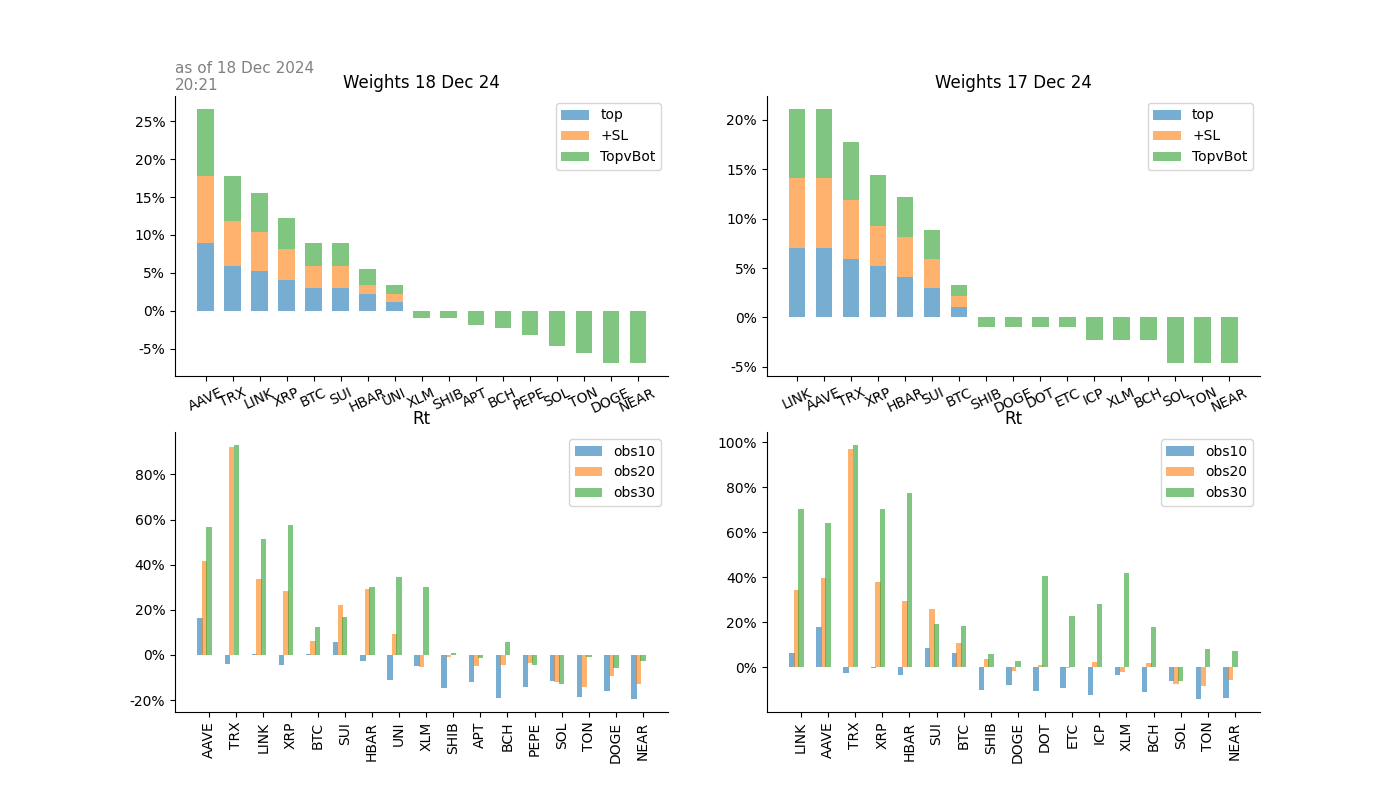 as of 18 Dec 2024
20:21
Weights 18 Dec 24
25%
20%
15%
10%
5%
0%
-5%
top
+SL
TopvBot
AAVE TRX LINK XRP BTC SUI HBAR UNI XLM SHIB APT BCH PEPE SOL TON DOGE NEAR
Weights 17 Dec 24
20%
15%
10%
5%
0%
-5%
top
+SL
TopvBot
LINK AAVE TRX XRP HBAR SUI BTC SHIB DOGE DOT ETC ICP XLM BCH SOL TON NEAR
Rt
80%
60%
40%
20%
0%
-20%
obs10
obs20
obs30
AAVE TRX LINK XRP BTC SUI HBAR UNI XLM SHIB APT BCH PEPE SOL TON DOGE NEAR
Rt
100%
80%
60%
40%
20%
0%
obs10
obs20
obs30
LINK AAVE TRX XRP HBAR SUI BTC SHIB DOGE DOT ETC ICP XLM BCH SOL TON NEAR